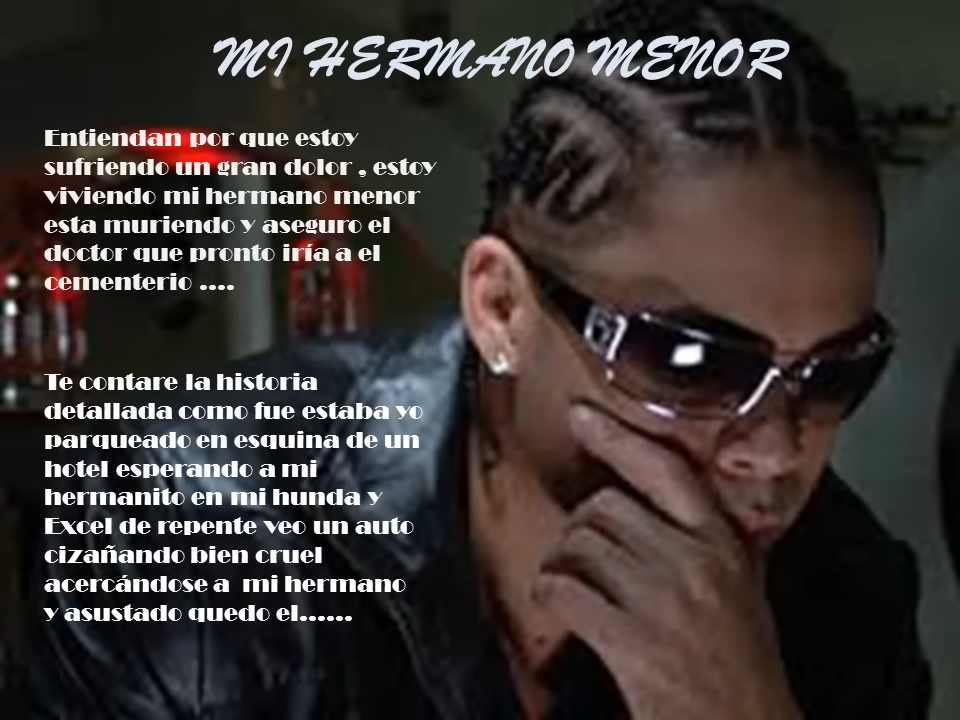 MI HERMANO MENOR
Entiendan por que estoy
sufriendo un gran dolor , estoy
viviendo mi hermano menor
esta muriendo y aseguro el
doctor que pronto iría a el
cementerio ....
Te contare la historia
detallada como fue estaba yo
parqueado en esquina de un
hotel esperando a mi
hermanito en mi hunda y
Excel de repente veo un auto
cizañando bien cruel
acercándose a  mi hermano
y asustado quedo el......